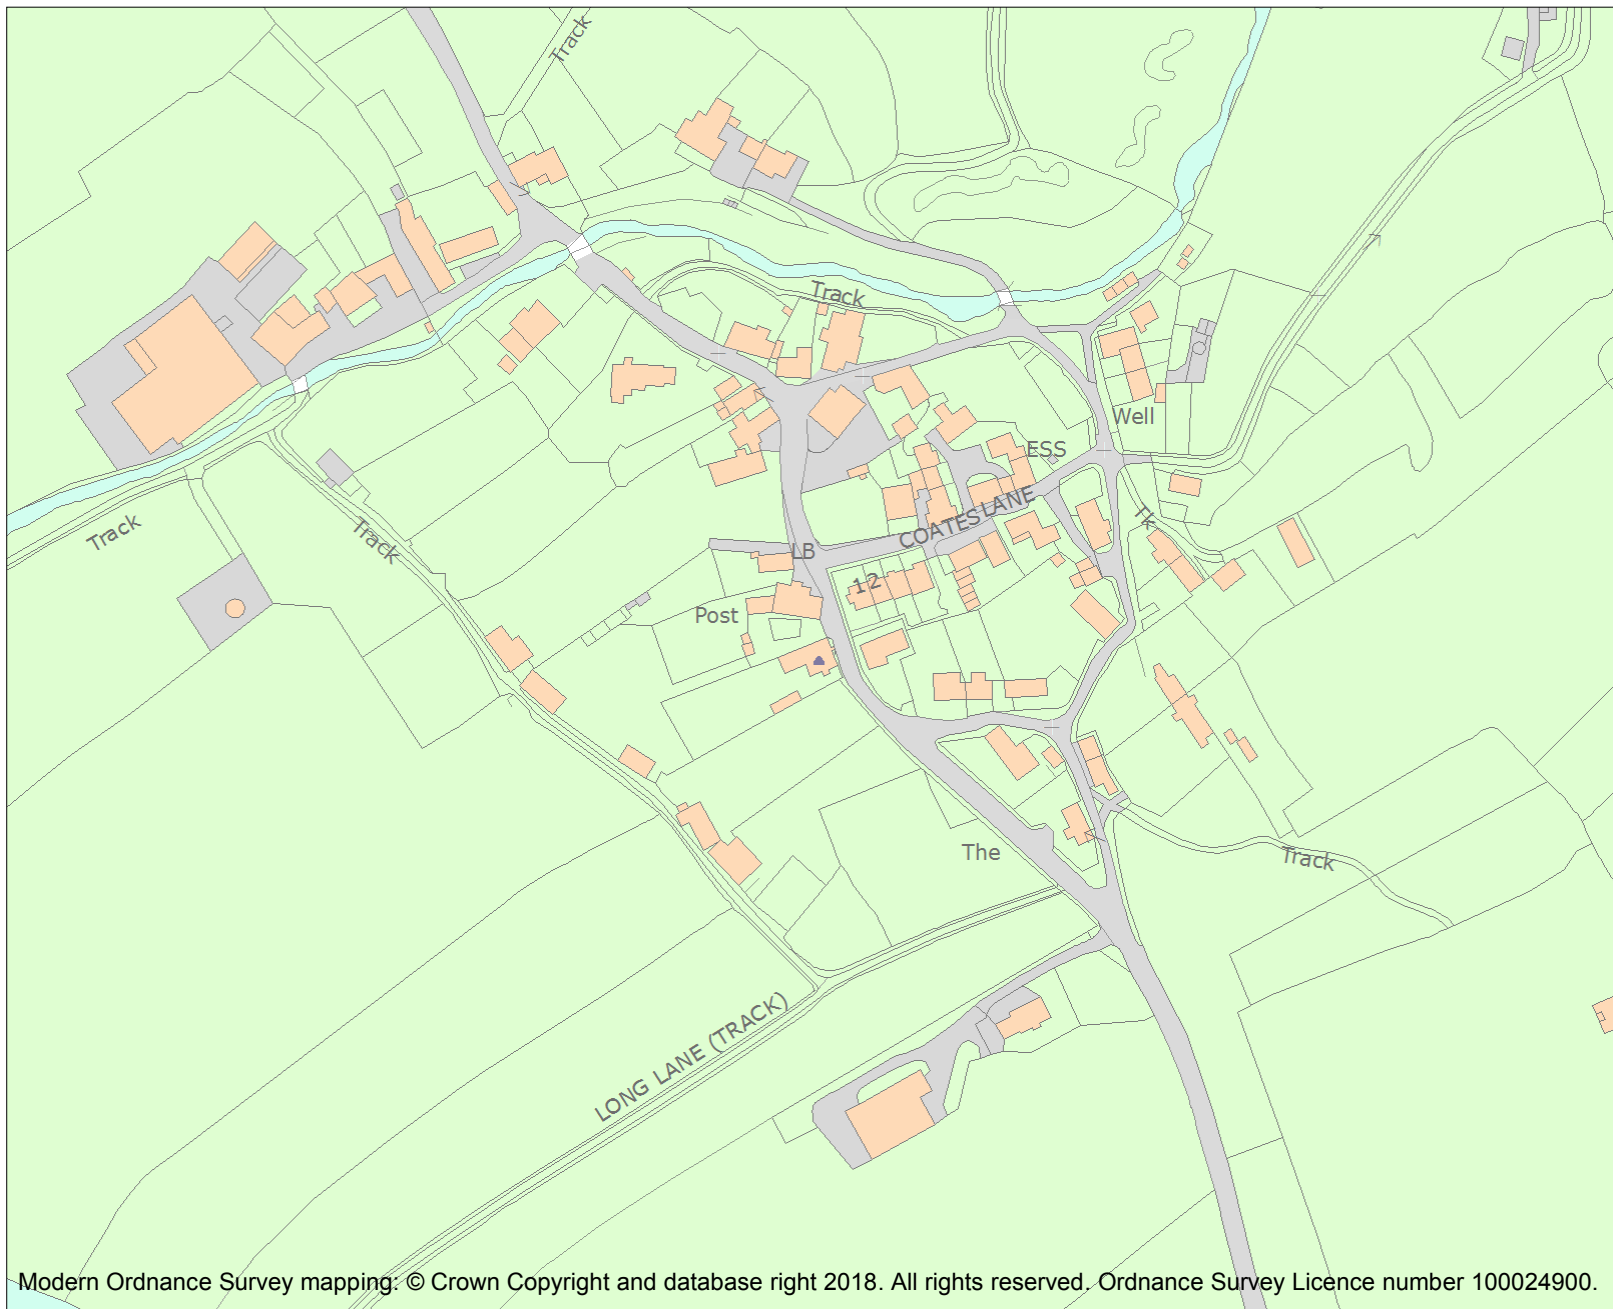 Track
Track
Well
ESS
COATES LANE
Track
Track
Tk
LB
12
Post
The
Track
LONG LANE (TRACK)
Modern Ordnance Survey mapping: © Crown Copyright and database right 2018. All rights reserved. Ordnance Survey Licence number 100024900.